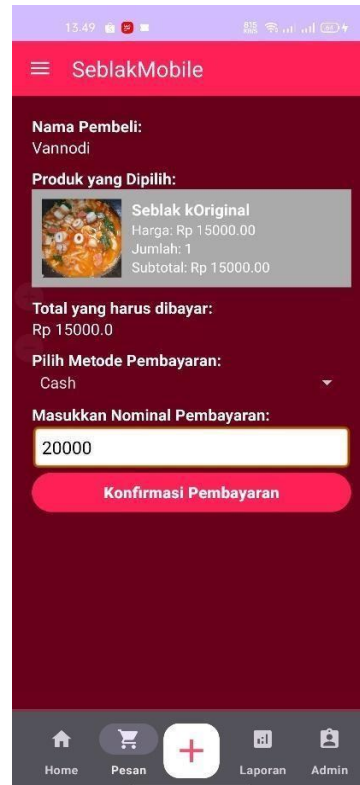 13.49
SeblakMobile
Nama Pembeli:
Vannodi
Produk yang Dipilih:
Seblak kOriginal
Harga: Rp 15000.00
Jumlah: 1
Subtotal: Rp 15000.00
Total yang harus dibayar:
Rp 15000.0
Pilih Metode Pembayaran:
Cash
Masukkan Nominal Pembayaran:
20000
Konfirmasi Pembayaran
Home Pesan Laporan Admin